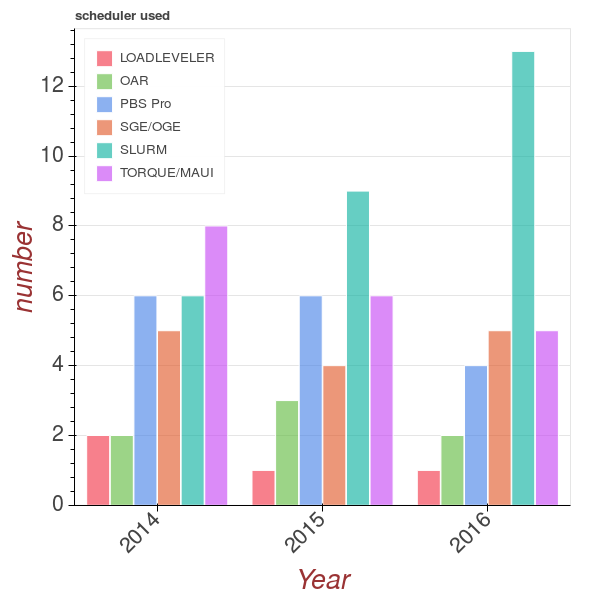 scheduler used
LOADLEVELER
OAR
PBS Pro
SGE/OGE
SLURM
TORQUE/MAUI
12
10
8
6
4
2
0
number
2014
2015
2016
Year